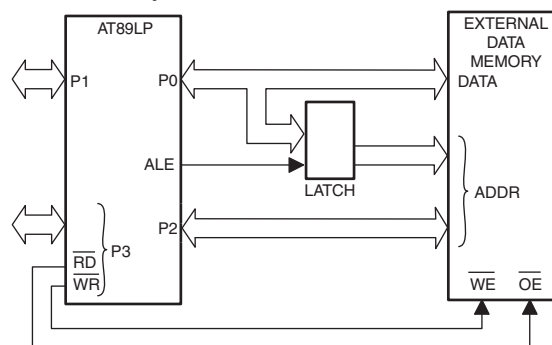 AT89LP
P1
P0
ALE
P2
P3
RD
WR
LATCH
EXTERNAL
DATA
MEMORY
DATA
ADDR
WE
OE